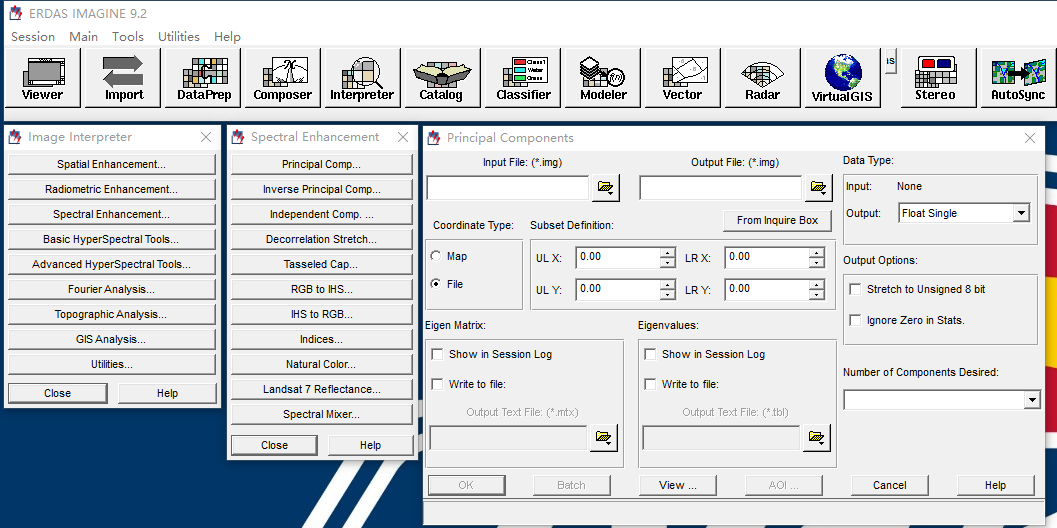 ERDAS IMAGINE 9.2
Session Main Tools Utilities Help
Viewer Import DataPrep Composer Interpreter Catalog Classifier Modeler Vector Radar VirtualGIS IS Stereo AutoSync
Class1
Water
Grass
f(x)
Image Interpreter
Spatial Enhancement...
Radiometric Enhancement...
Spectral Enhancement...
Basic HyperSpectral Tools...
Advanced HyperSpectral Tools...
Fourier Analysis...
Topographic Analysis...
GIS Analysis...
Utilities...
Close Help
Spectral Enhancement
Principal Comp...
Inverse Principal Comp...
Independent Comp. ...
Decorrelation Stretch...
Tasseled Cap...
RGB to IHS...
IHS to RGB...
Indices...
Natural Color...
Landsat 7 Reflectance...
Spectral Mixer...
Close Help
Principal Components
Input File: (*.img) Output File: (*.img)
Data Type:
Input: None
Output: Float Single
From Inquire Box
Coordinate Type: Subset Definition:
Map
File
UL X: 0.00 LR X: 0.00
UL Y: 0.00 LR Y: 0.00
Output Options:
Stretch to Unsigned 8 bit
Ignore Zero in Stats.
Eigen Matrix:
Show in Session Log
Write to file:
Output Text File: (*.mtx)
Eigenvalues:
Show in Session Log
Write to file:
Output Text File: (*.tbl)
Number of Components Desired:
OK Batch View ... AOI ... Cancel Help